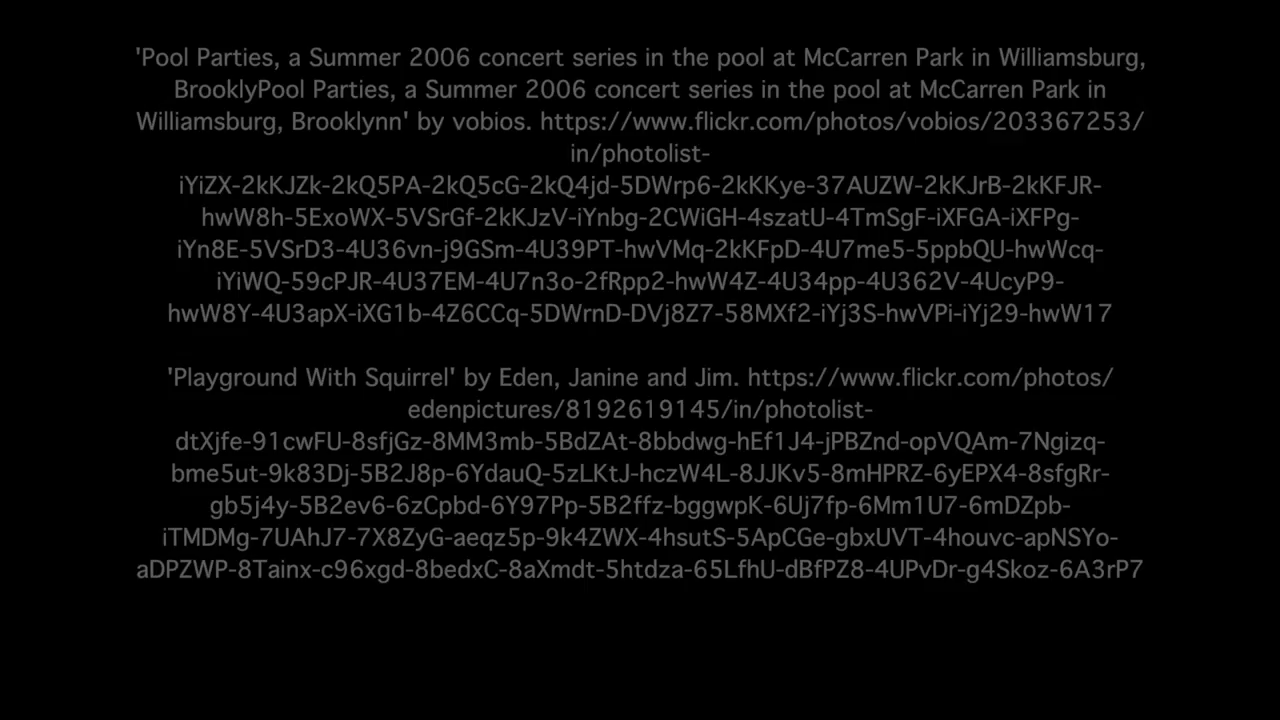 'Pool Parties, a Summer 2006 concert series in the pool at McCarren Park in Williamsburg,
BrooklyPool Parties, a Summer 2006 concert series in the pool at McCarren Park in
Williamsburg, Brooklynn' by vobios. https://www.flickr.com/photos/vobios/203367253/
in/photolist-
iYiZX-2kKJZk-2kQ5PA-2kQ5cG-2kQ4jd-5DWrp6-2kKKye-37AUZW-2kKJrB-2kKFJR-
hwW8h-5ExoWX-5VSrGf-2kKJzV-iYnbg-2CWiGH-4szatU-4TmSgF-iXFGA-iXFPg-
iYn8E-5VSrD3-4U36vn-j9GSm-4U39PT-hwVMq-2kKFpD-4U7me5-5ppbQU-hwWcq-
iYiWQ-59cPJR-4U37EM-4U7n3o-2fRpp2-hwW4Z-4U34pp-4U362V-4UcyP9-
hwW8Y-4U3apX-iXG1b-4Z6CCq-5DWrnD-DVj8Z7-58MXf2-iYj3S-hwVPi-iYj29-hwW17
'Playground With Squirrel' by Eden, Janine and Jim. https://www.flickr.com/photos/
edenpictures/8192619145/in/photolist-
dtXjfe-91cwFU-8sfjGz-8MM3mb-5BdZAt-8bbdwg-hEf1J4-jPBZnd-opVQAm-7Ngizq-
bme5ut-9k83Dj-5B2J8p-6YdauQ-5zLKtJ-hczW4L-8JJKv5-8mHPRZ-6yEPX4-8sfgRr-
gb5j4y-5B2ev6-6zCpbd-6Y97Pp-5B2ffz-bggwpK-6Uj7fp-6Mm1U7-6mDZpb-
iTMDMg-7UAhJ7-7X8ZyG-aeqz5p-9k4ZWX-4hsutS-5ApCGe-gbxUVT-4houvc-apNSYo-
aDPZWP-8Tainx-c96xgd-8bedxC-8aXmdt-5htdza-65LfhU-dBfPZ8-4UPvDr-g4Skoz-6A3rP7